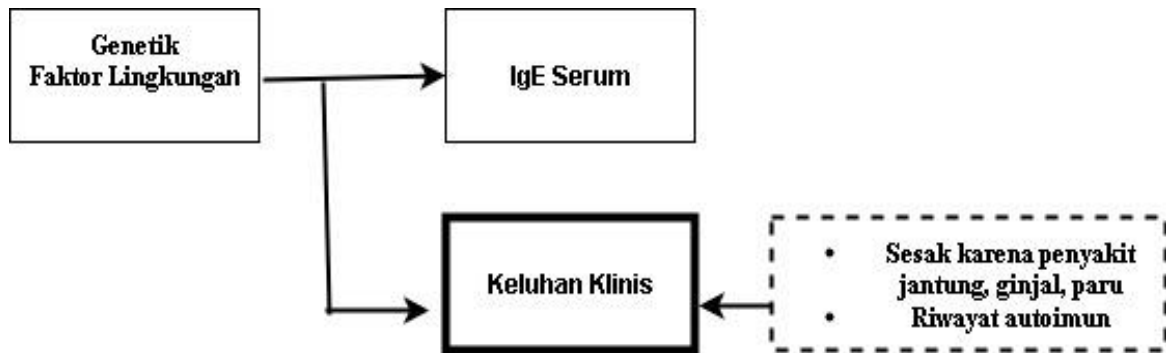 Genetik
Faktor Lingkungan
IgE Serum
Keluhan Klinis
• Sesak karena penyakit
jantung, ginjal, paru
• Riwayat autoimun